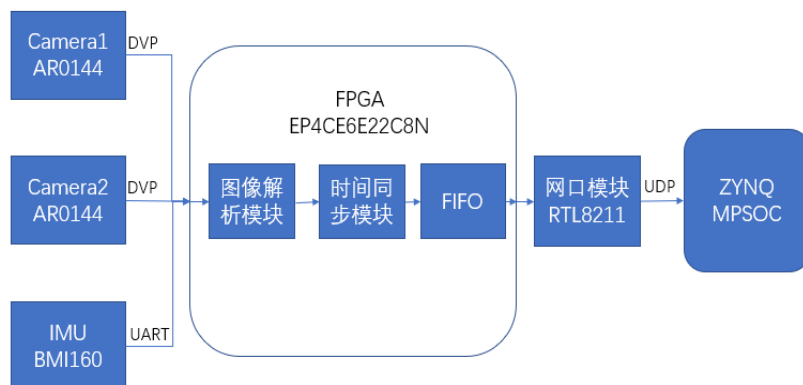 Camera1
AR0144
DVP
Camera2
AR0144
DVP
IMU
BMI160
UART
FPGA
EP4CE6E22C8N
图像解
析模块
时间同
步模块
FIFO
网口模块
RTL8211
UDP
ZYNQ
MPSOC